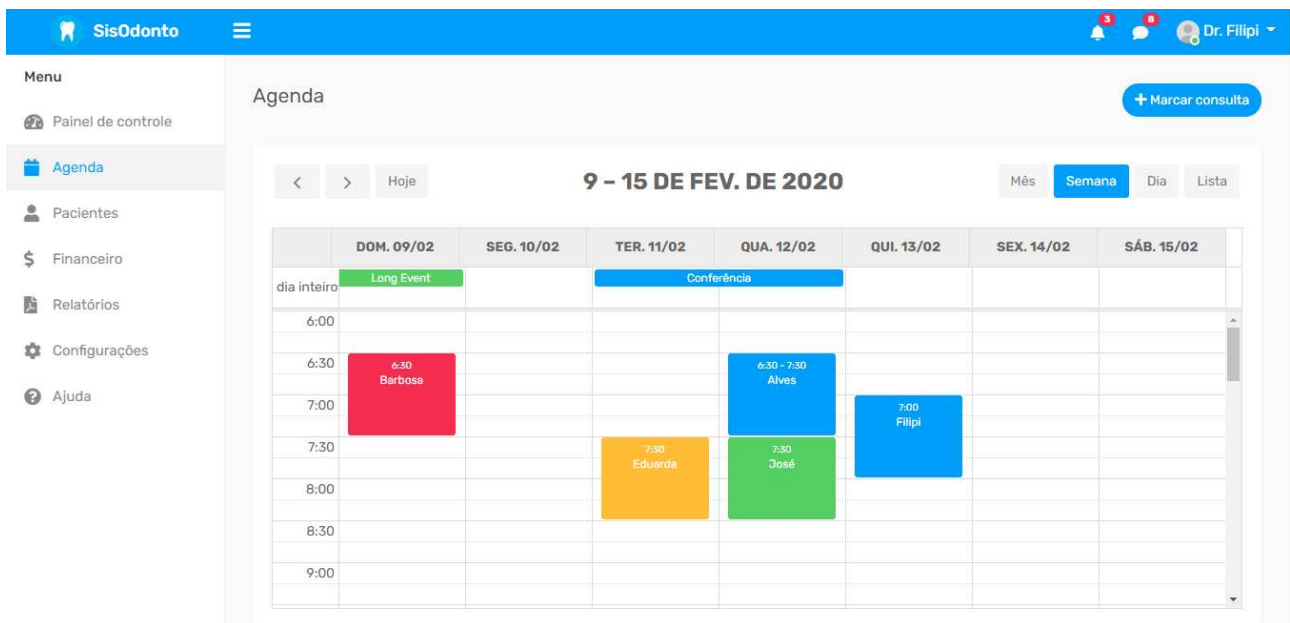 SisOdonto
3
8
Dr. Filipi
Menu
Painel de controle
Agenda
Pacientes
Financeiro
Relatórios
Configurações
Ajuda
Agenda
+ Marcar consulta
Hoje
9 – 15 DE FEV. DE 2020
Mês Semana Dia Lista
DOM. 09/02 SEG. 10/02 TER. 11/02 QUA. 12/02 QUI. 13/02 SEX. 14/02 SÁB. 15/02
dia inteiro
Long Event
Conferência
6:00
6:30
7:00
7:30
8:00
8:30
9:00
6:30
Barbosa
7:30
Eduarda
6:30 - 7:30
Alves
7:30
José
7:00
Filipi